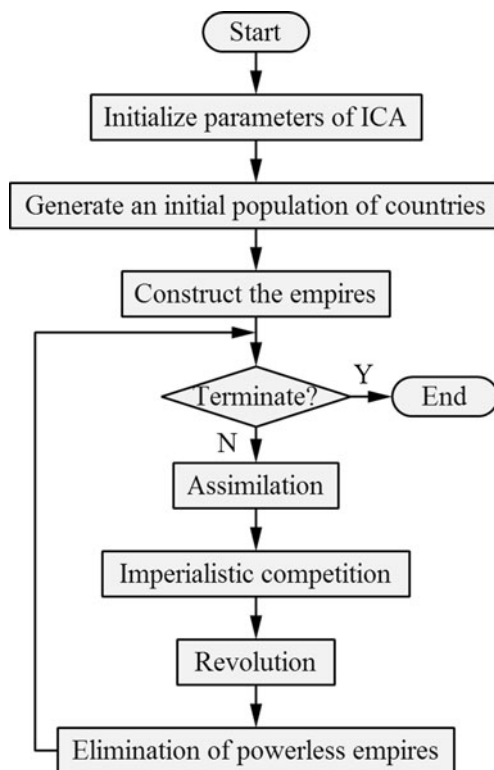 Start
Initialize parameters of ICA
Generate an initial population of countries
Construct the empires
Terminate?
Y
End
N
Assimilation
Imperialistic competition
Revolution
Elimination of powerless empires